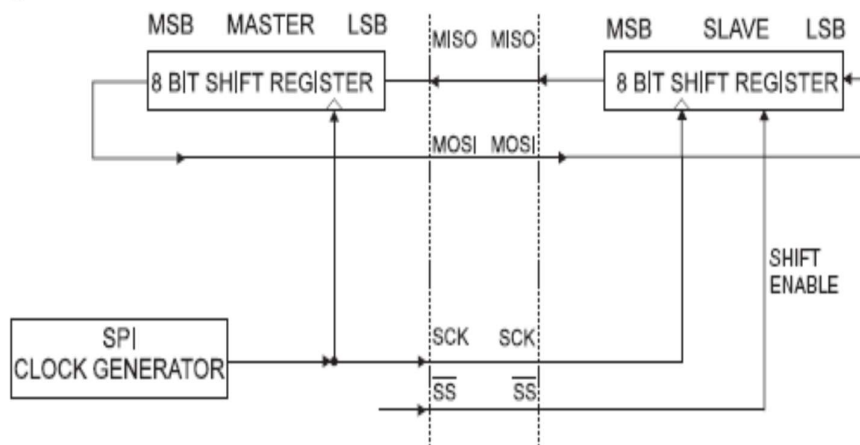 MSB MASTER LSB
MISO MISO
MSB SLAVE LSB
8 BIT SHIFT REGISTER
8 BIT SHIFT REGISTER
MOSI MOSI
SHIFT
ENABLE
SPI
CLOCK GENERATOR
SCK SCK
SS SS